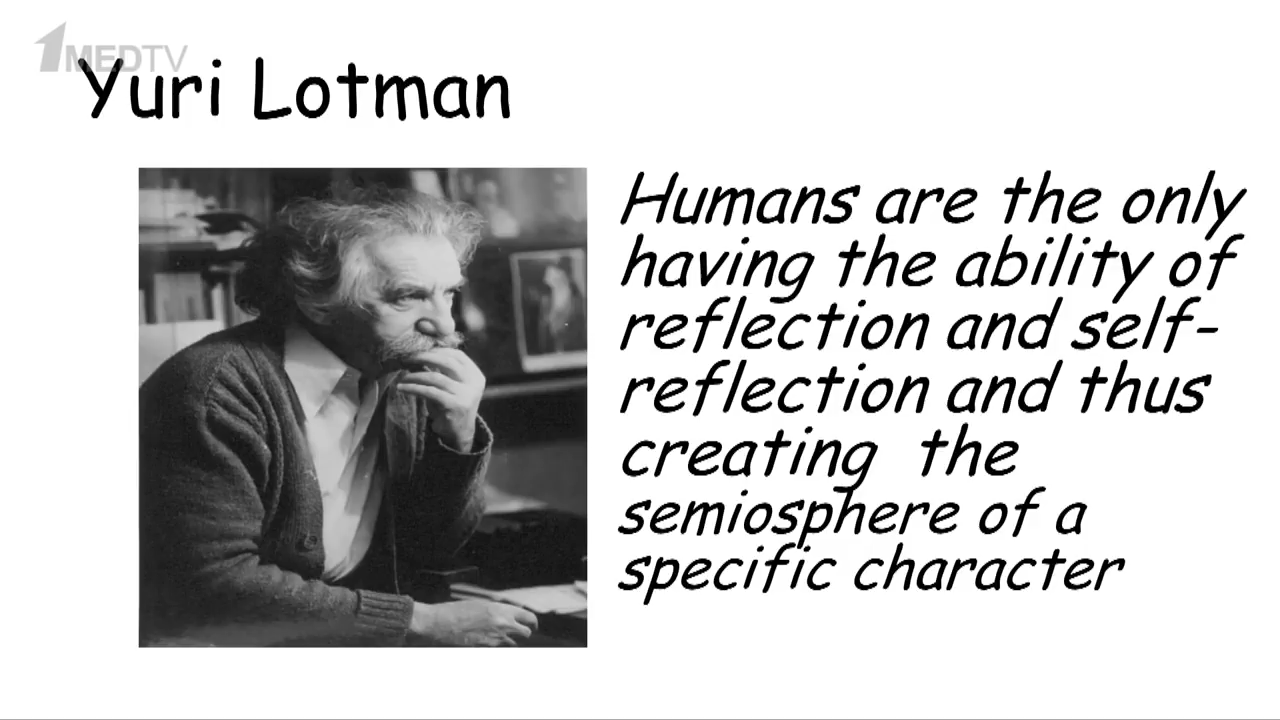 1MEDTV
Yuri Lotman
Humans are the only
having the ability of
reflection and self-
reflection and thus
creating the
semiosphere of a
specific character